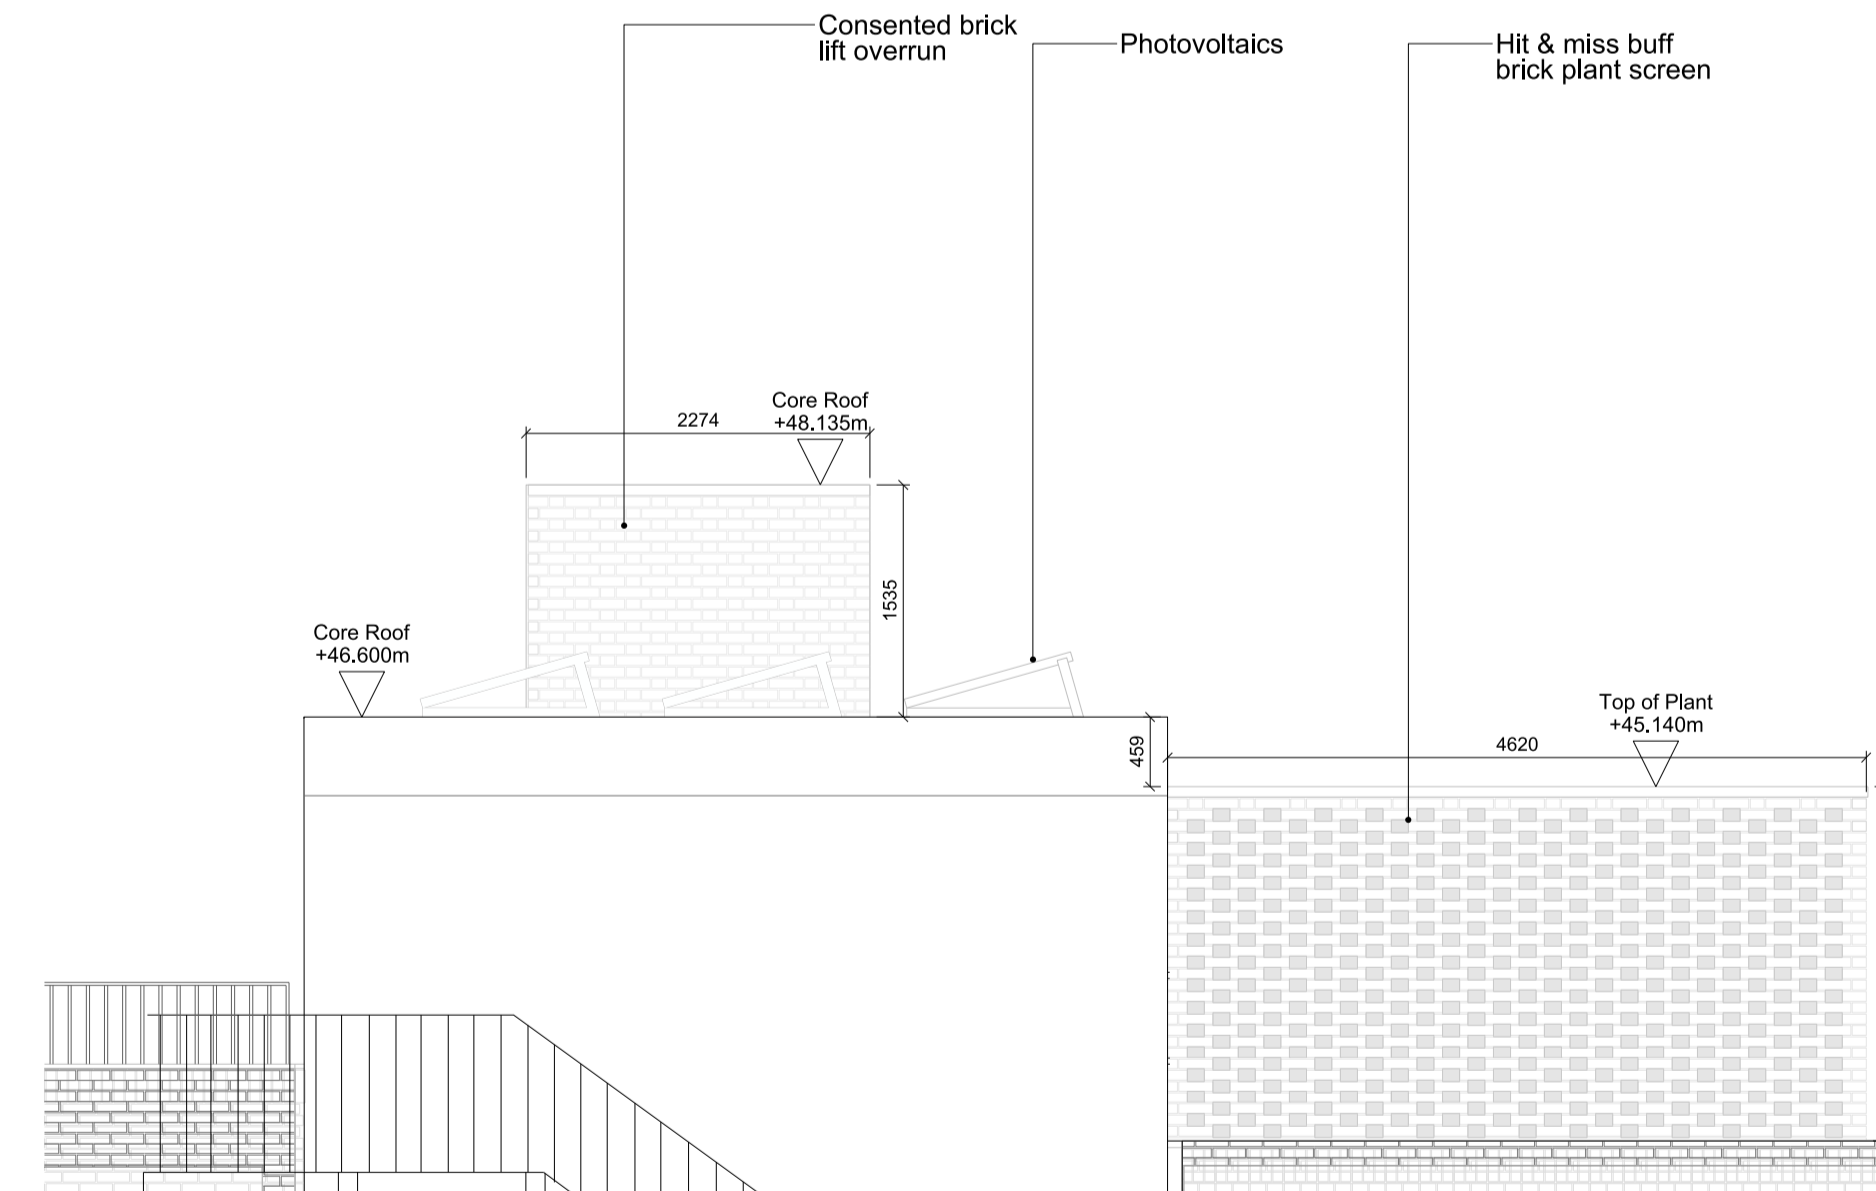 Consented brick
lift overrun
Photovoltaics
Hit & miss buff
brick plant screen
2274
Core Roof
+48.135m
1535
Core Roof
+46.600m
459
4620
Top of Plant
+45.140m